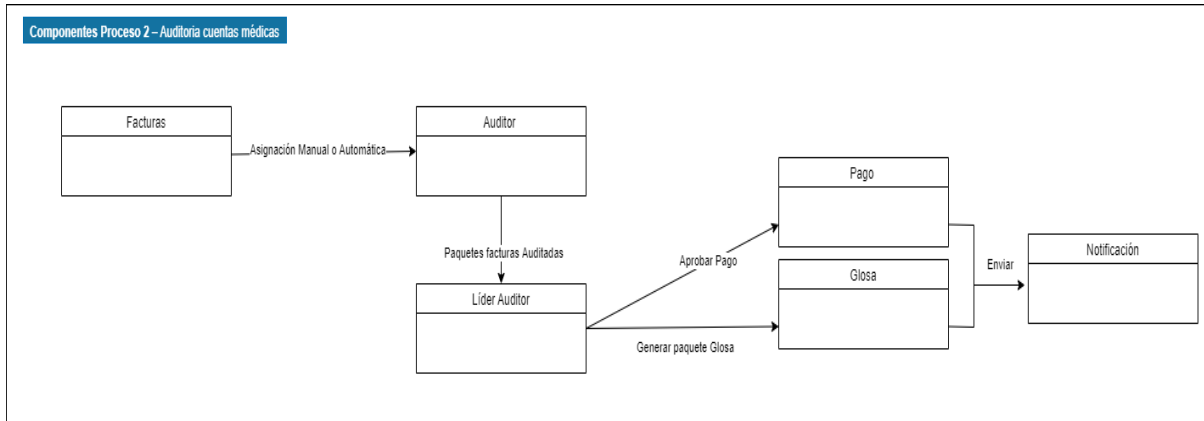 Componentes Proceso 2 – Auditoria cuentas médicas
Facturas
Asignación Manual o Automática
Auditor
Paquetes facturas Auditadas
Líder Auditor
Aprobar Pago
Generar paquete Glosa
Pago
Glosa
Enviar
Notificación